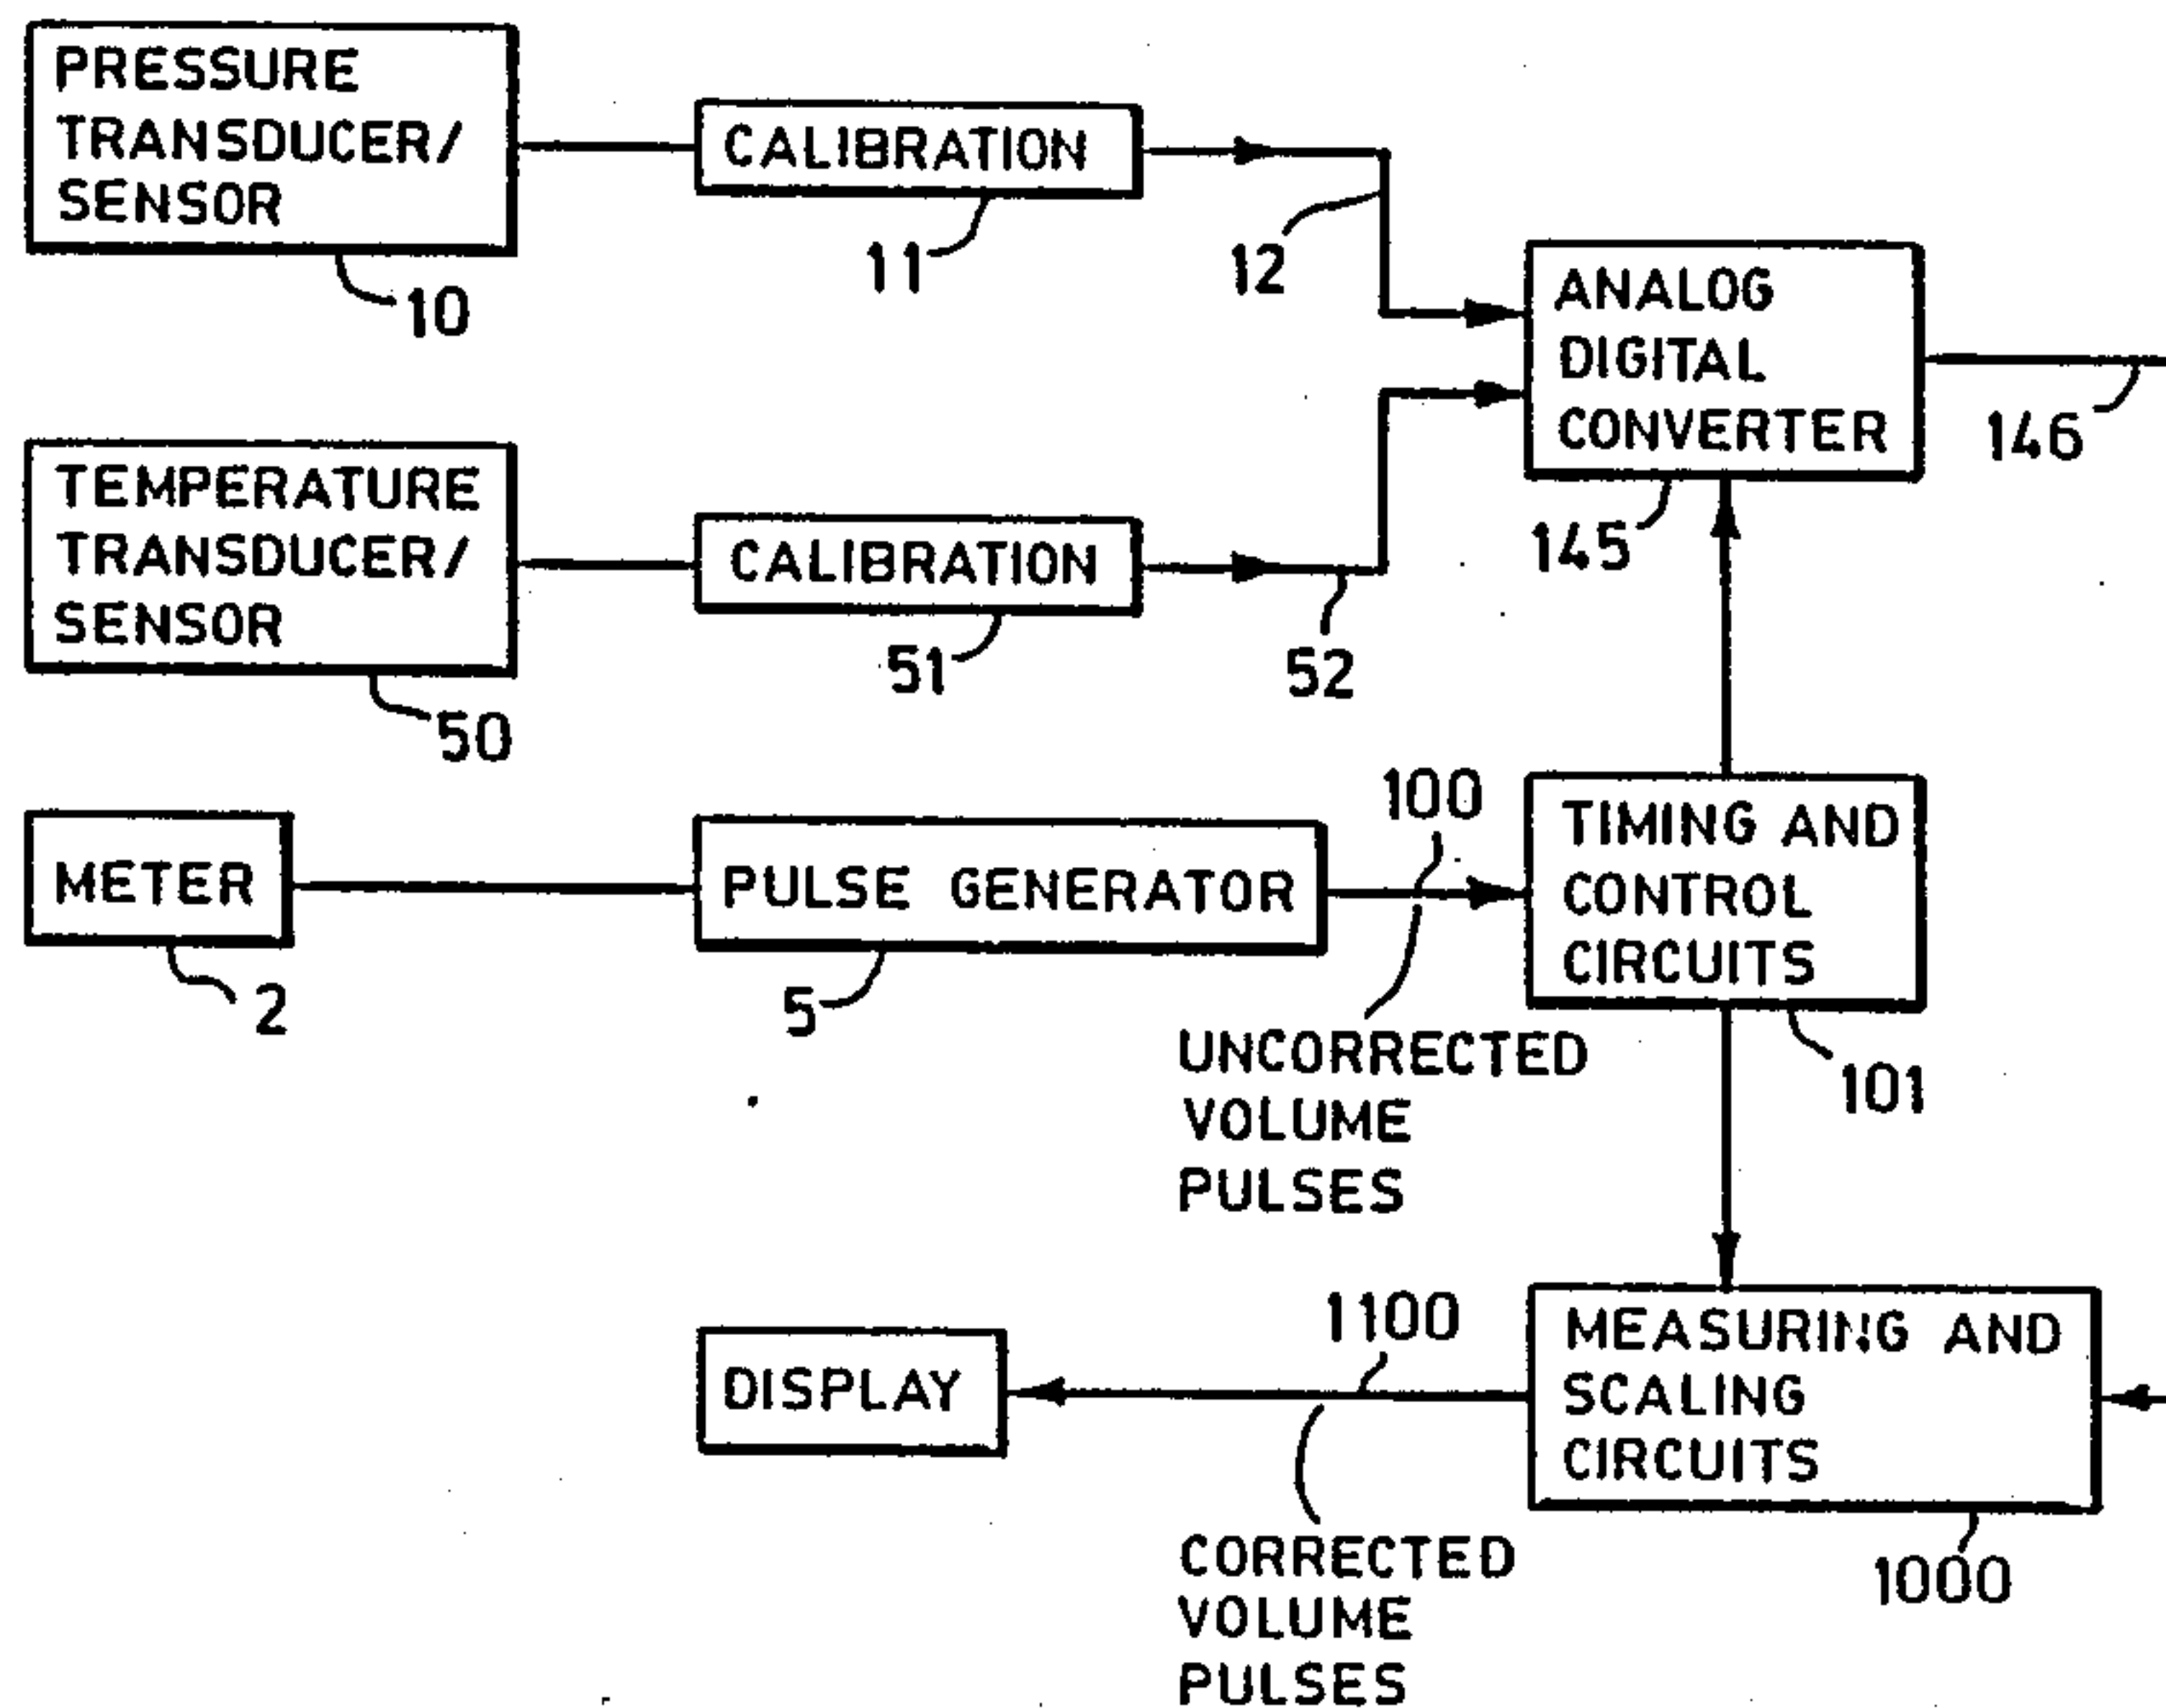 PRESSURE
TRANSDUCER/
SENSOR
10
CALIBRATION
11
12
ANALOG
DIGITAL
CONVERTER
145
146
TEMPERATURE
TRANSDUCER/
SENSOR
50
CALIBRATION
51
52
METER
2
PULSE GENERATOR
5
100
UNCORRECTED
VOLUME
PULSES
TIMING AND
CONTROL
CIRCUITS
101
DISPLAY
1100
CORRECTED
VOLUME
PULSES
MEASURING AND
SCALING
CIRCUITS
1000